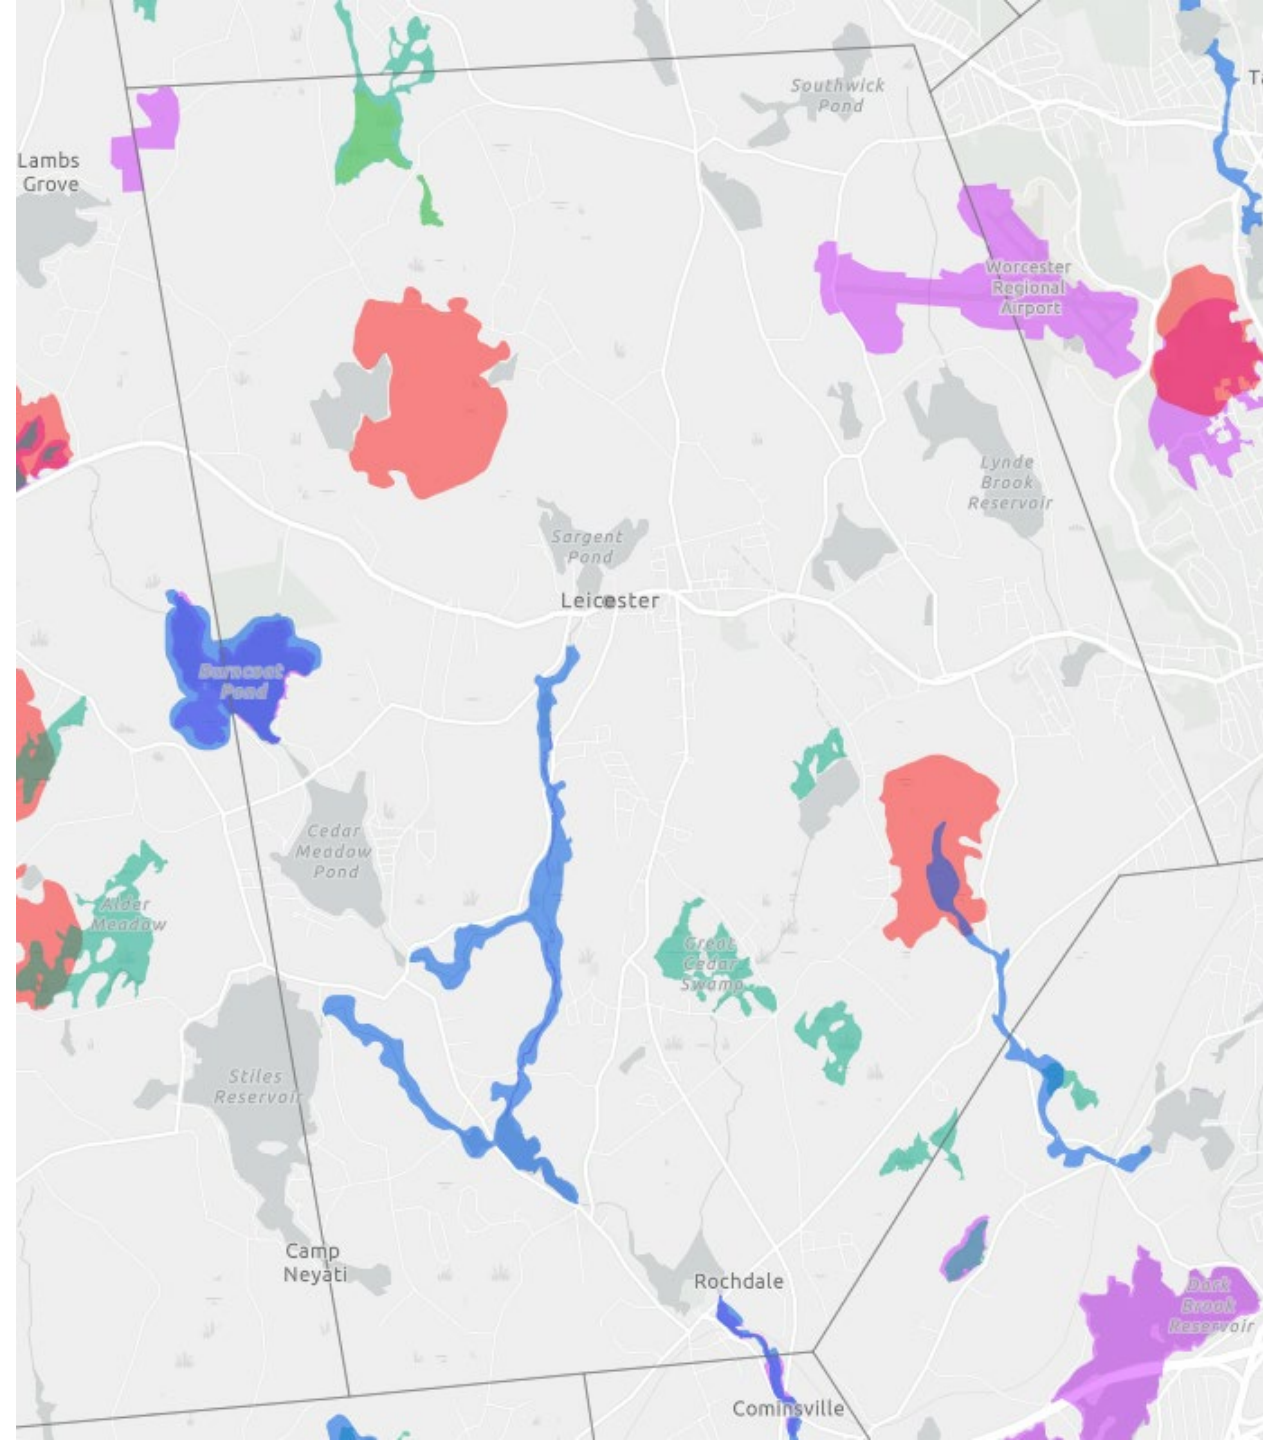 Southwick
Pond
Ta
Lambs
Grove
Worcester
Regional
Airport
Lynde
Brook
Reservoir
Sargent
Pond
Leicester
Burncoat
Pond
Cedar
Meadow
Pond
Alder
Meadow
Great
Cedar
Swamp
Stiles
Reservoir
Camp
Neyati
Rochdale
Dark
Brook
Reservoir
Cominsville